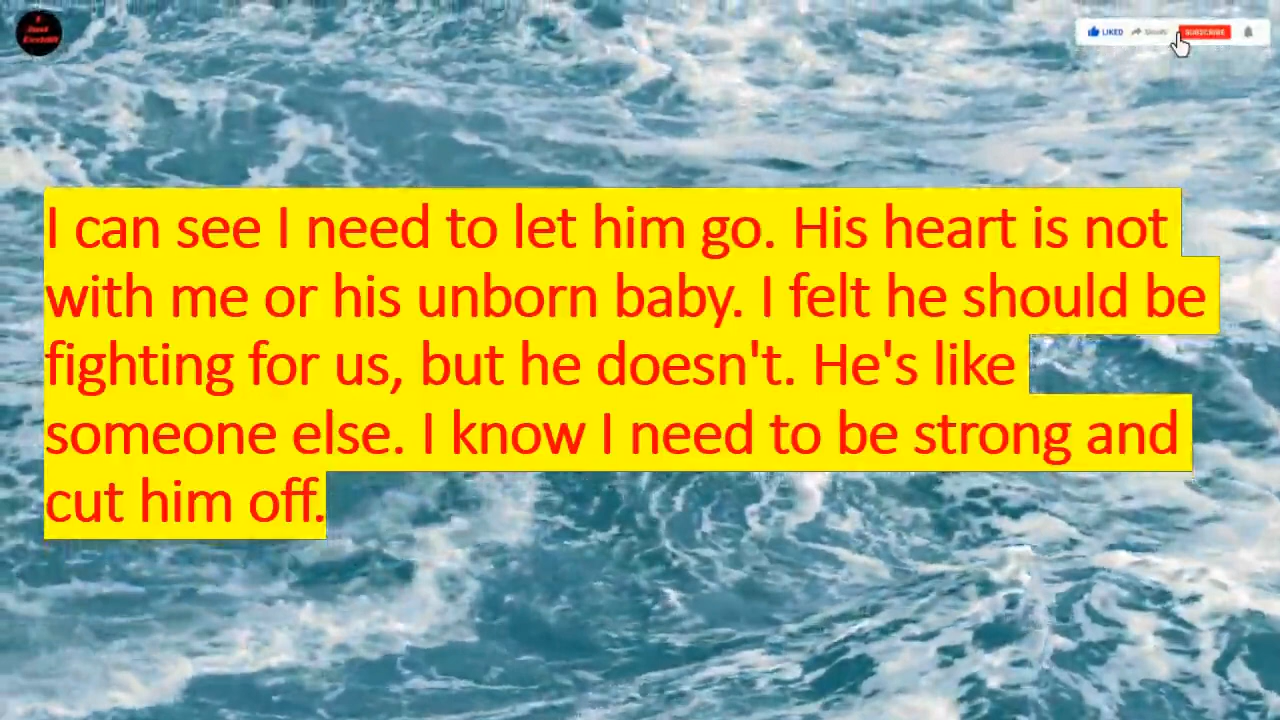 LIKED
SUBSCRIBE
I can see I need to let him go. His heart is not
with me or his unborn baby. I felt he should be
fighting for us, but he doesn't. He's like
someone else. I know I need to be strong and
cut him off.